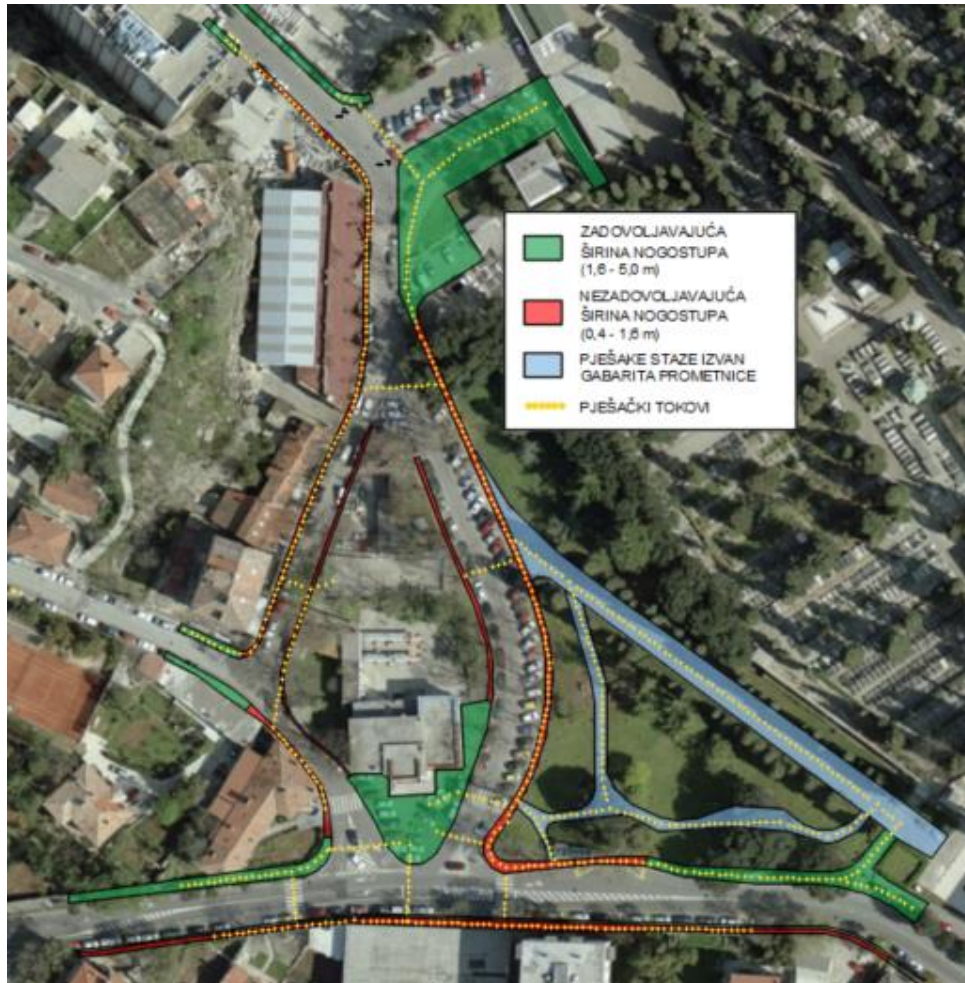 ZADOVOLJAVAJUĆA
ŠIRINA NOGOSTUPA
(1,6 - 5,0 m)
NEZADOVOLJAVAJUĆA
ŠIRINA NOGOSTUPA
(0,4 - 1,6 m)
PJEŠAKE STAZE IZVAN
GABARITA PROMETNICE
PJEŠAČKI TOKOVI